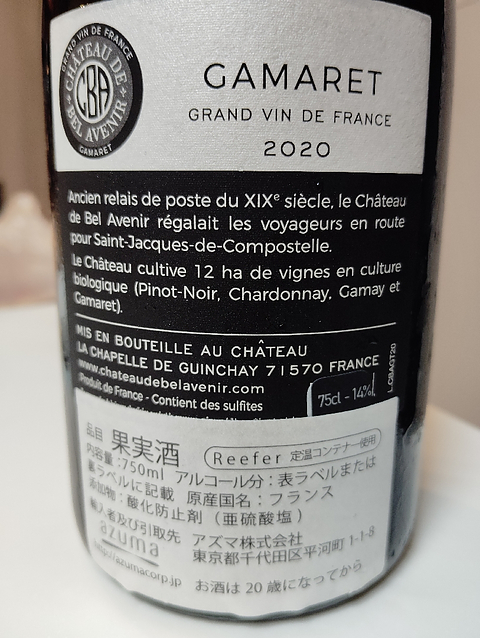 GRAND VIN DE FRANCE
CHÂTEAU DE
CBA
BEL AVENIR
GAMARET
GAMARET
GRAND VIN DE FRANCE
2020
Ancien relais de poste du XIXe siècle, le Château
de Bel Avenir régalait les voyageurs en route
pour Saint-Jacques-de-Compostelle.
Le Château cultive 12 ha de vignes en culture
biologique (Pinot-Noir, Chardonnay, Gamay et
Gamaret).
MIS EN BOUTEILLE AU CHÂTEAU
LA CHAPELLE DE GUINCHAY 71570 FRANCE
www.chateaudebelavenir.com
Produit de France - Contient des sulfites
75cl - 14%
L.CBAGT20
品目 果実酒 Reefer 定温コンテナー使用
内容量:750ml アルコール分:表ラベルまたは
裏ラベルに記載 原産国名:フランス
添加物:酸化防止剤(亜硫酸塩)
輸入者及び引取先 アズマ株式会社
azuma 東京都千代田区平河町 1-1-8
http://azumacorp.jp お酒は20歳になってから